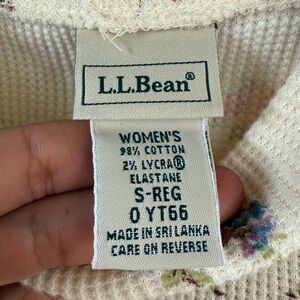 L.L.Bean®
WOMEN'S
98% COTTON
2% LYCRA®
ELASTANE
S-REG
0 YT66
MADE IN SRI LANKA
CARE ON REVERSE